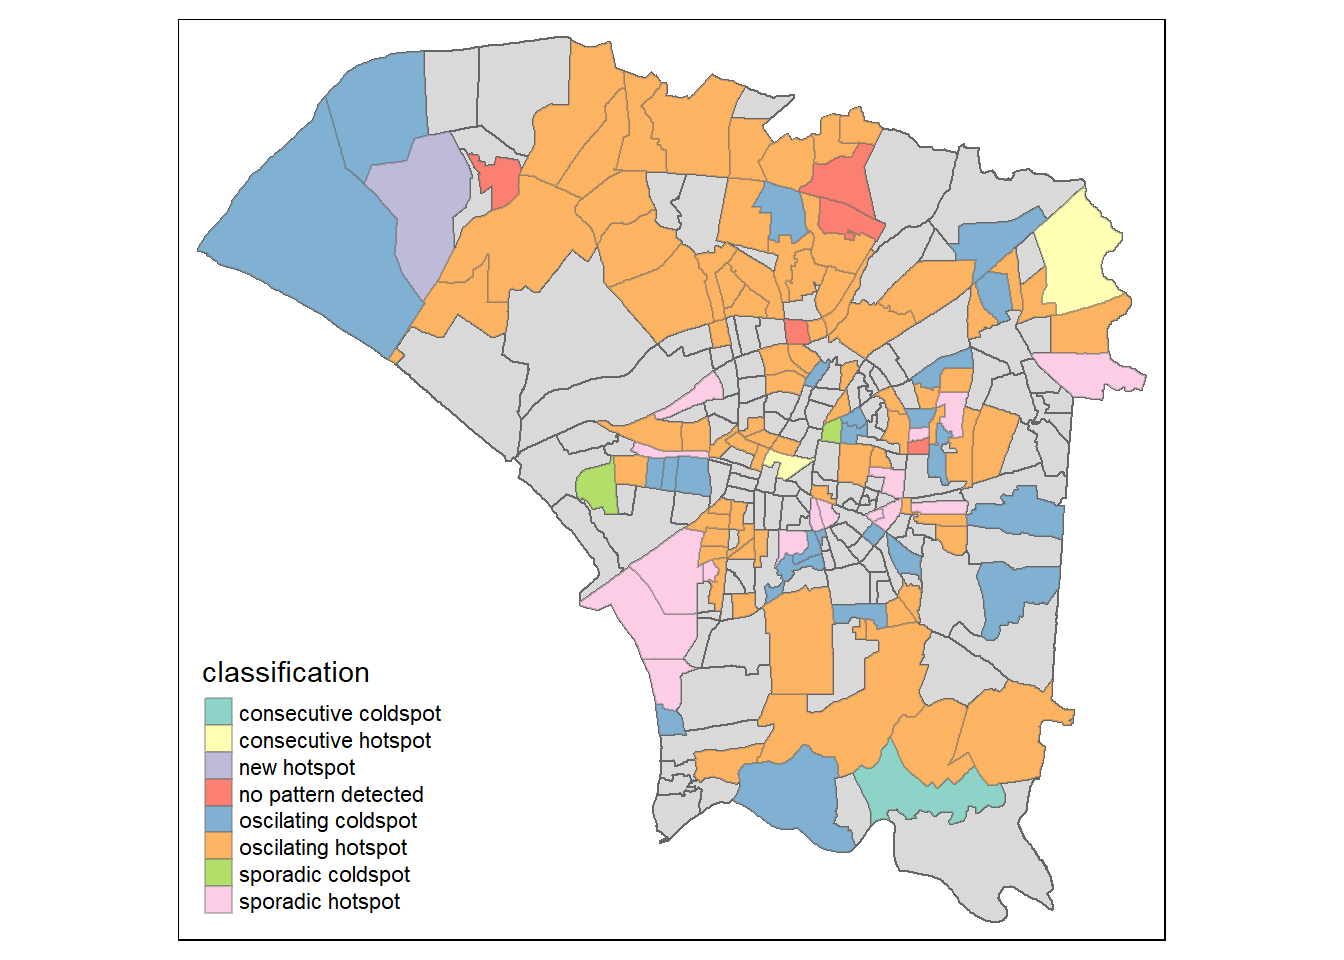 classification
consecutive coldspot
consecutive hotspot
new hotspot
no pattern detected
oscilating coldspot
oscilating hotspot
sporadic coldspot
sporadic hotspot